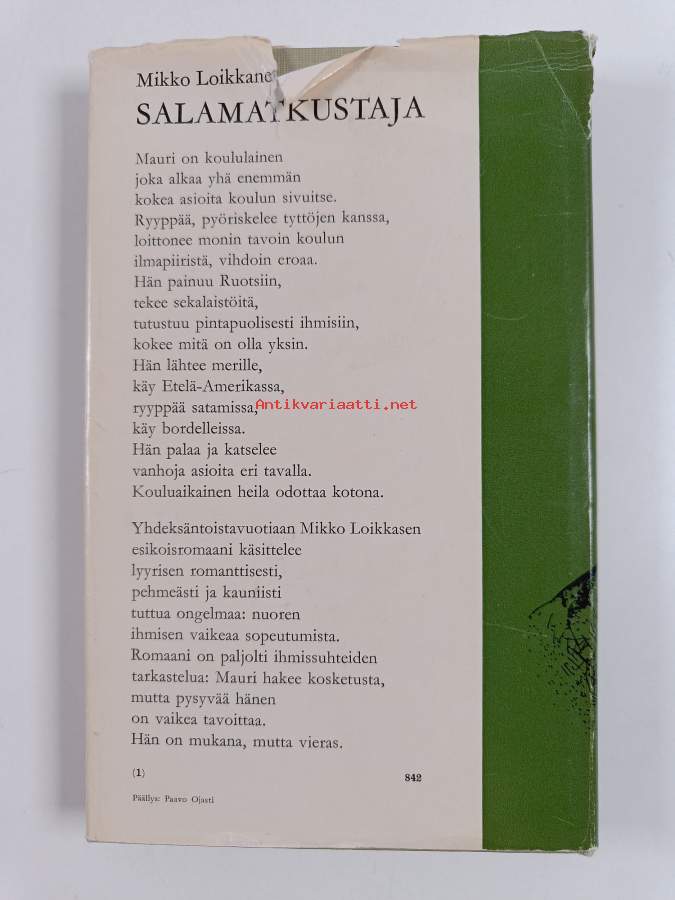 Mikko Loikkane
SALAMATKUSTAJA
Mauri on koululainen
joka alkaa yhä enemmän
kokea asioita koulun sivuitse.
Ryyppää, pyöriskelee tyttöjen kanssa,
loittonee monin tavoin koulun
ilmapiiristä, vihdoin eroaa.
Hän painuu Ruotsiin,
tekee sekalaistöitä,
tutustuu pintapuolisesti ihmisiin,
kokee mitä on olla yksin.
Hän lähtee merille,
käy Etelä-Amerikassa,
ryyppää satamissa,
Antikvariaatti.net
käy bordelleissa.
Hän palaa ja katselee
vanhoja asioita eri tavalla.
Kouluaikainen heila odottaa kotona.
Yhdeksäntoistavuotiaan Mikko Loikkasen
esikoisromaani käsittelee
lyyrisen romanttisesti,
pehmeästi ja kauniisti
tuttua ongelmaa: nuoren
ihmisen vaikeaa sopeutumista.
Romaani on paljolti ihmissuhteiden
tarkastelua: Mauri hakee kosketusta,
mutta pysyvää hänen
on vaikea tavoittaa.
Hän on mukana, mutta vieras.
(1) 842
Päällys: Paavo Ojasti